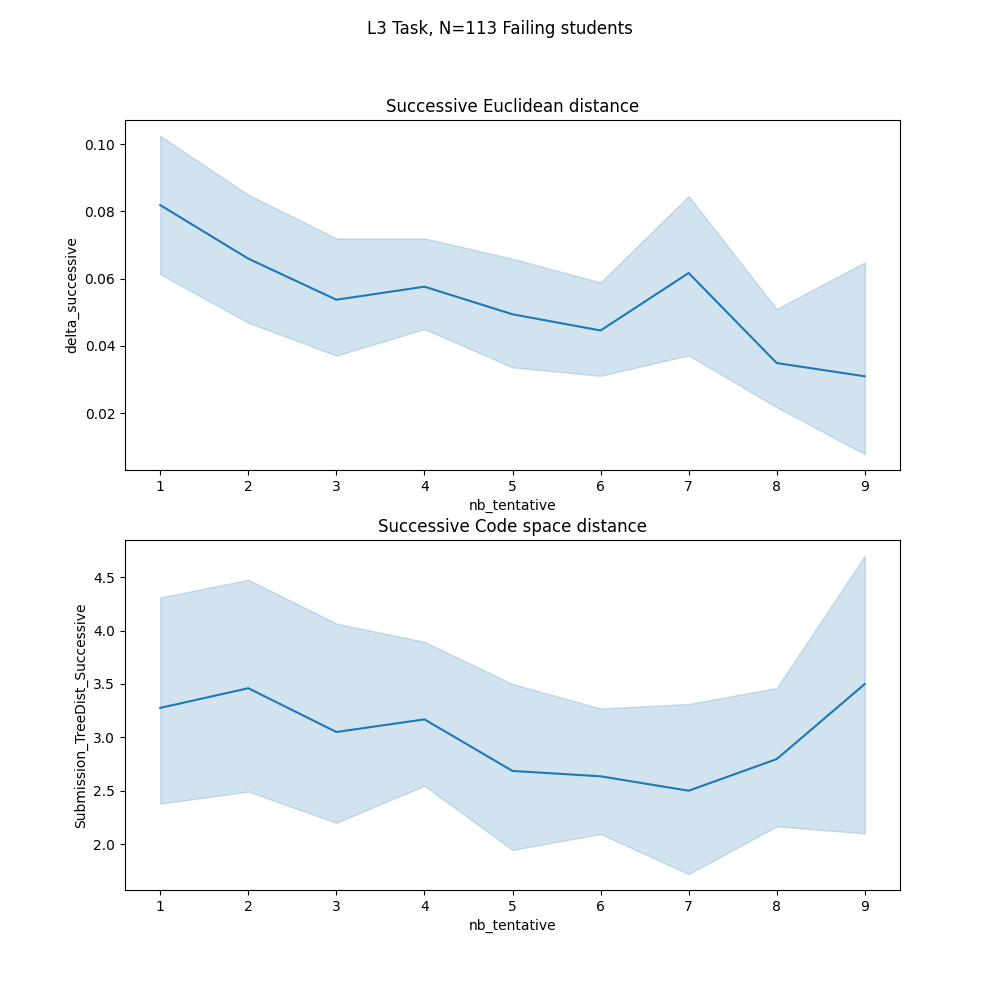 L3 Task, N=113 Failing students
Successive Euclidean distance
delta_successive
0.10
0.08
0.06
0.04
0.02
1 2 3 4 5 6 7 8 9
nb_tentative
Successive Code space distance
Submission_TreeDist_Successive
4.5
4.0
3.5
3.0
2.5
2.0
1 2 3 4 5 6 7 8 9
nb_tentative